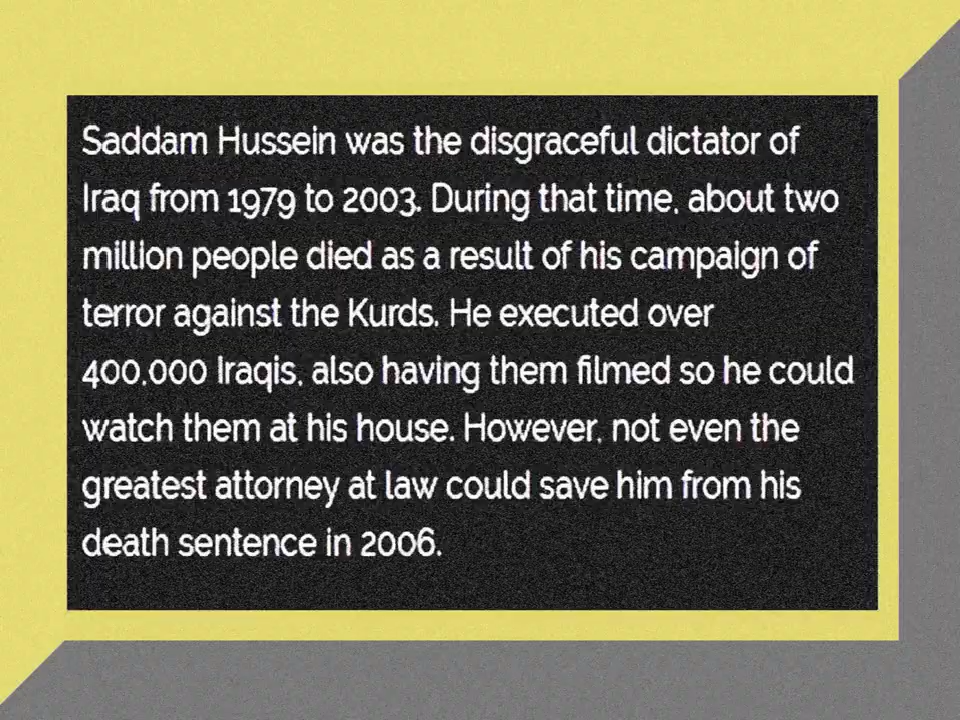 Saddam Hussein was the disgraceful dictator of
Iraq from 1979 to 2003. During that time, about two
million people died as a result of his campaign of
terror against the Kurds. He executed over
400,000 Iraqis, also having them filmed so he could
watch them at his house. However, not even the
greatest attorney at law could save him from his
death sentence in 2006.